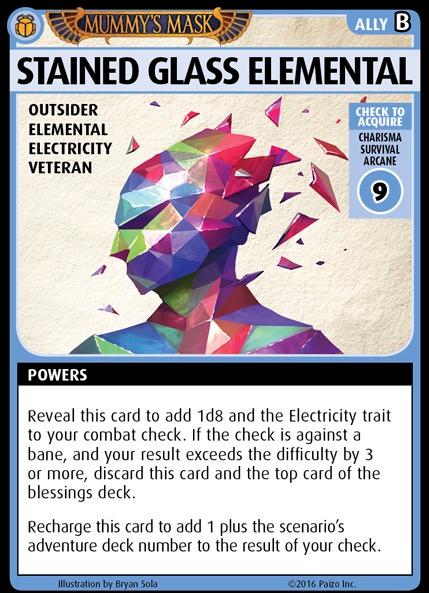 MUMMY'S MASK
ALLY B
STAINED GLASS ELEMENTAL
OUTSIDER
ELEMENTAL
ELECTRICITY
VETERAN
CHECK TO
ACQUIRE
CHARISMA
SURVIVAL
ARCANE
9
POWERS
Reveal this card to add 1d8 and the Electricity trait
to your combat check. If the check is against a
bane, and your result exceeds the difficulty by 3
or more, discard this card and the top card of the
blessings deck.
Recharge this card to add 1 plus the scenario's
adventure deck number to the result of your check.
Illustration by Bryan Sola
©2016 Paizo Inc.